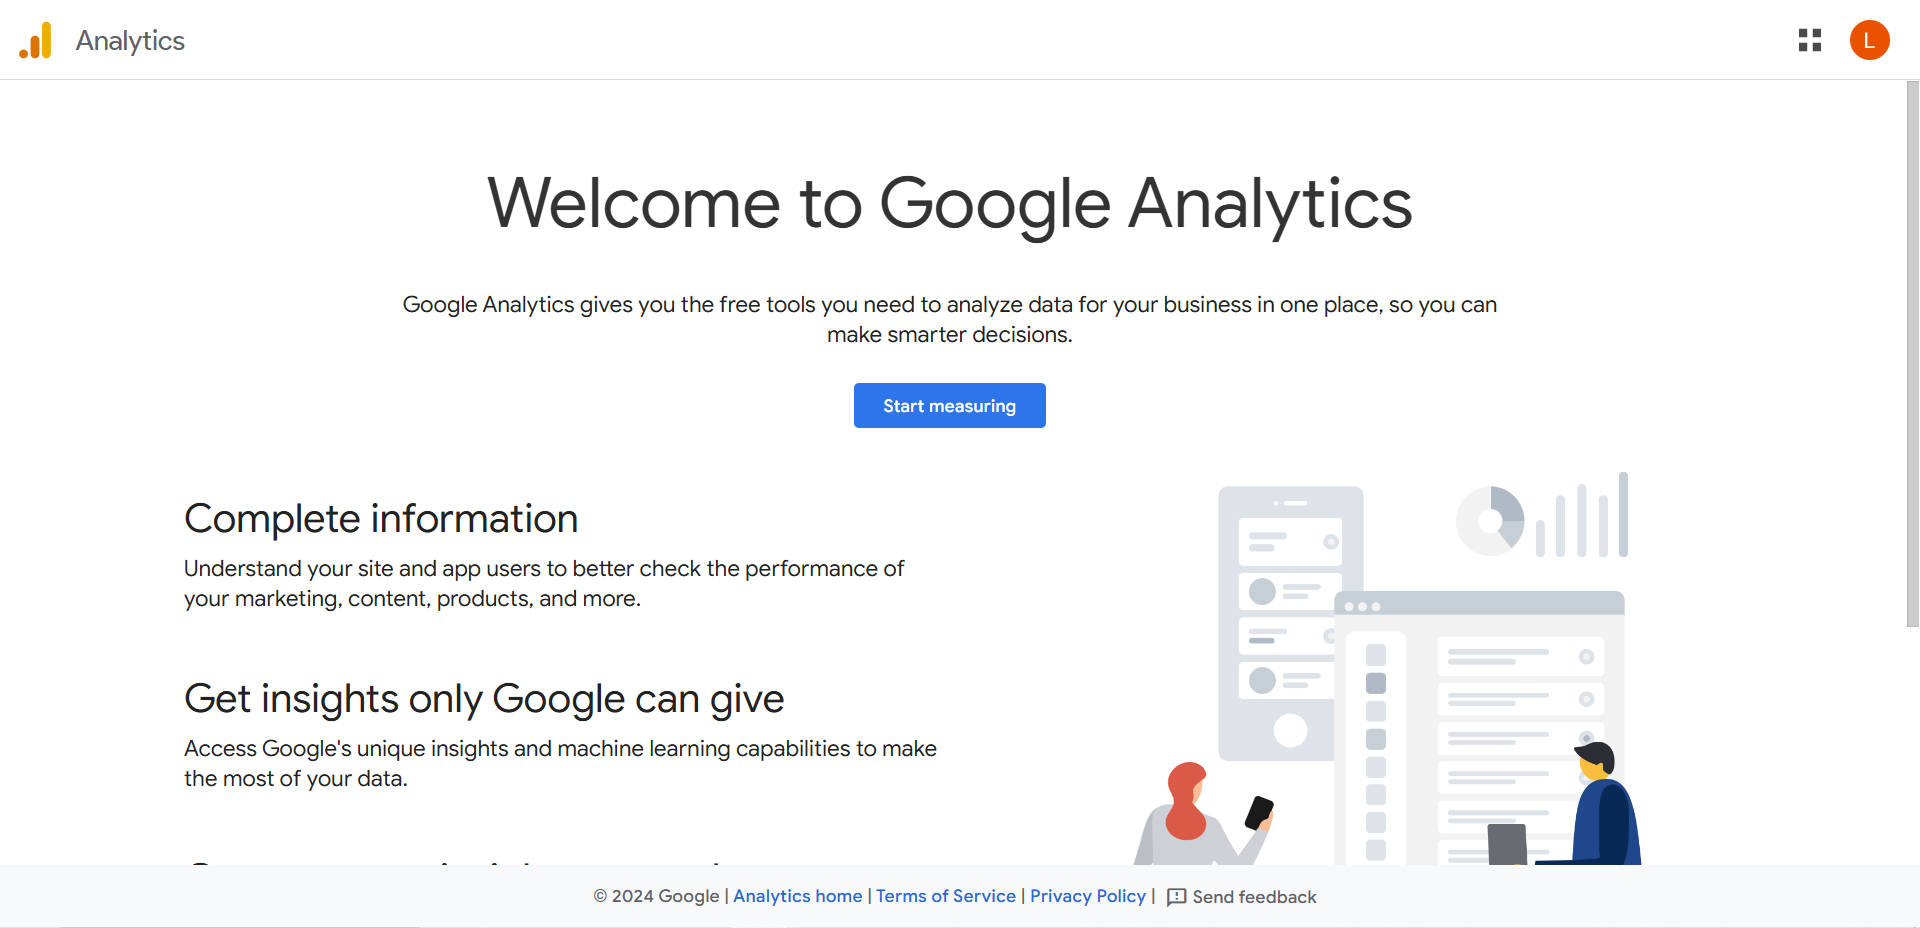 Analytics
L
Welcome to Google Analytics
Google Analytics gives you the free tools you need to analyze data for your business in one place, so you can
make smarter decisions.
Start measuring
Complete information
Understand your site and app users to better check the performance of
your marketing, content, products, and more.
Get insights only Google can give
Access Google's unique insights and machine learning capabilities to make
the most of your data.
© 2024 Google | Analytics home | Terms of Service | Privacy Policy | Send feedback